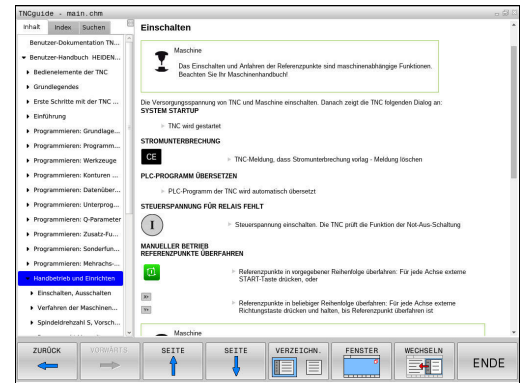 TNCguide - main.chm
Inhalt Index Suchen
Benutzer-Dokumentation TN...
Benutzer-Handbuch HEIDEN...
Bedienelemente der TNC
Grundlegendes
Erste Schritte mit der TNC ...
Einführung
Programmieren: Grundlage...
Programmieren: Programm...
Programmieren: Werkzeuge
Programmieren: Konturen ...
Programmieren: Datenüber...
Programmieren: Unterprog...
Programmieren: Q-Parameter
Programmieren: Zusatz-Fu...
Programmieren: Sonderfun...
Programmieren: Mehrachs-...
Handbetrieb und Einrichten
Einschalten, Ausschalten
Verfahren der Maschinen...
Spindeldrehzahl S, Vorsch...
Einschalten
Maschine
Das Einschalten und Anfahren der Referenzpunkte sind maschinenabhängige Funktionen.
Beachten Sie Ihr Maschinenhandbuch!
Die Versorgungsspannung von TNC und Maschine einschalten. Danach zeigt die TNC folgenden Dialog an:
SYSTEM STARTUP
TNC wird gestartet
STROMUNTERBRECHUNG
CE
TNC-Meldung, dass Stromunterbrechung vorlag - Meldung löschen
PLC-PROGRAMM ÜBERSETZEN
PLC-Programm der TNC wird automatisch übersetzt
STEUERSPANNUNG FÜR RELAIS FEHLT
I
Steuerspannung einschalten. Die TNC prüft die Funktion der Not-Aus-Schaltung
MANUELLER BETRIEB
REFERENZPUNKTE ÜBERFAHREN
Referenzpunkte in vorgegebener Reihenfolge überfahren: Für jede Achse externe
START-Taste drücken, oder
X+
Y+
Referenzpunkte in beliebiger Reihenfolge überfahren: Für jede Achse externe
Richtungstaste drücken und halten, bis Referenzpunkt überfahren ist
Maschine
ZURÜCK
VORWÄRTS
SEITE
SEITE
VERZEICHN.
FENSTER
WECHSELN
ENDE